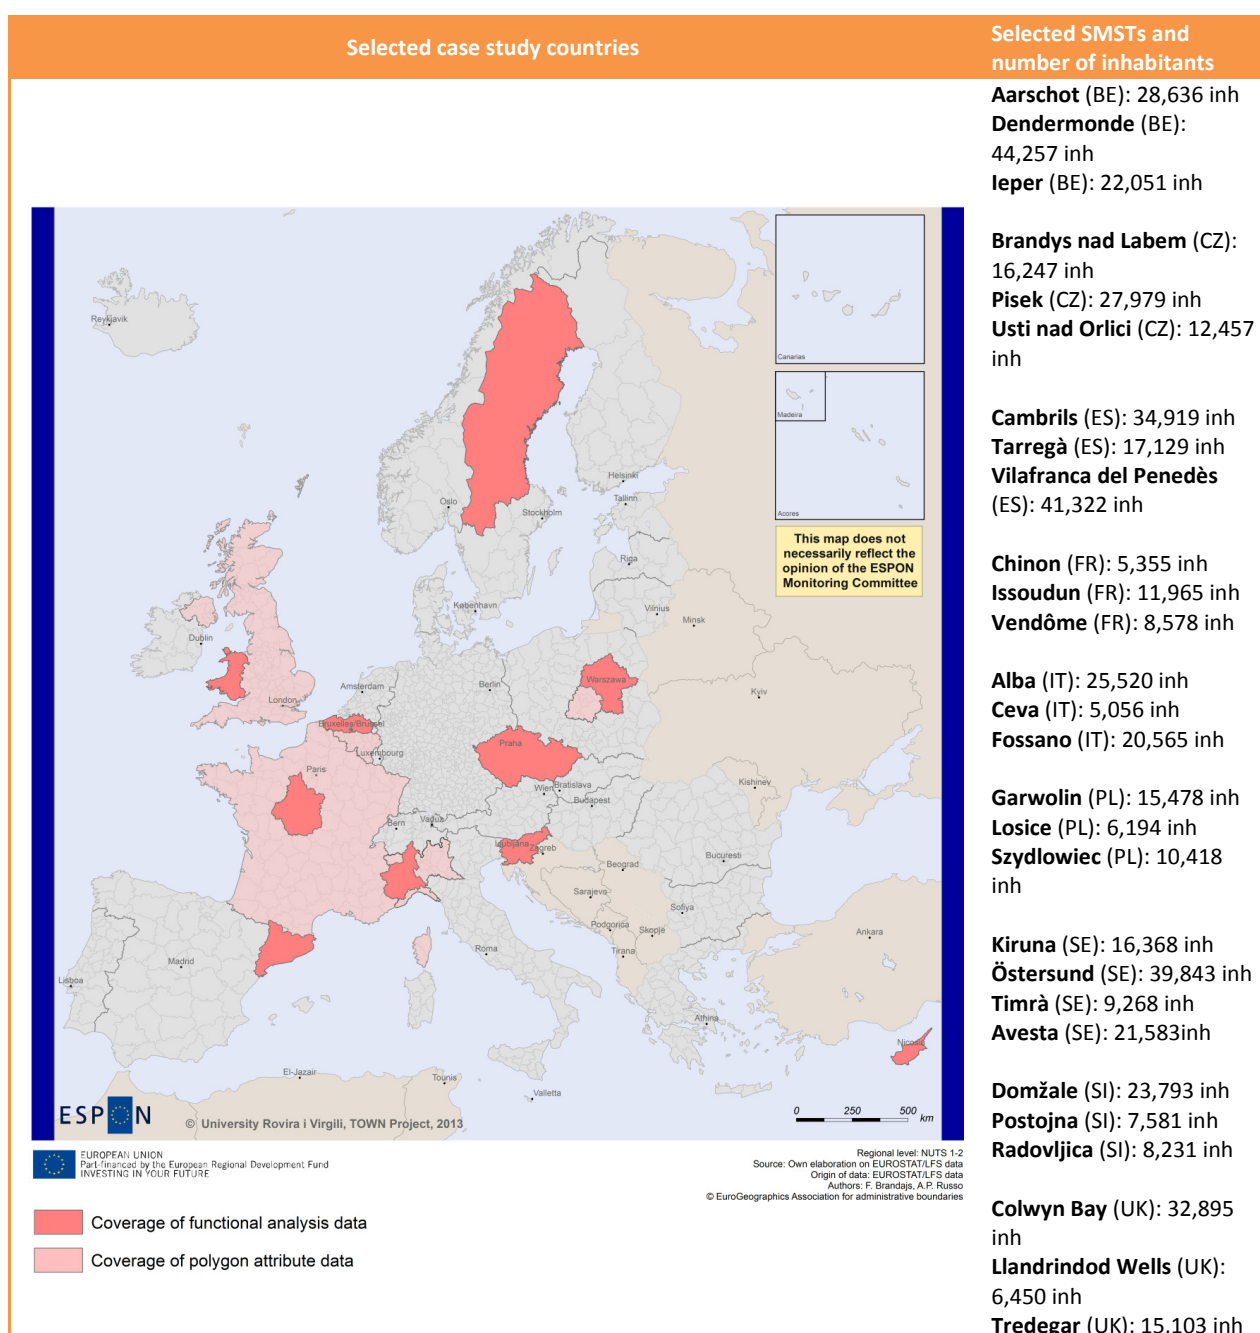 Selected case study countries
Selected SMSTs and
number of inhabitants
Aarschot (BE): 28,636 inh
Dendermonde (BE):
44,257 inh
Ieper (BE): 22,051 inh
Brandys nad Labem (CZ):
16,247 inh
Pisek (CZ): 27,979 inh
Usti nad Orlici (CZ): 12,457
inh
Cambrils (ES): 34,919 inh
Tarregà (ES): 17,129 inh
Vilafranca del Penedès
(ES): 41,322 inh
Chinon (FR): 5,355 inh
Issoudun (FR): 11,965 inh
Vendôme (FR): 8,578 inh
Alba (IT): 25,520 inh
Ceva (IT): 5,056 inh
Fossano (IT): 20,565 inh
Garwolin (PL): 15,478 inh
Losice (PL): 6,194 inh
Szydlowiec (PL): 10,418
inh
Kiruna (SE): 16,368 inh
Östersund (SE): 39,843 inh
Timrà (SE): 9,268 inh
Avesta (SE): 21,583inh
Domžale (SI): 23,793 inh
Postojna (SI): 7,581 inh
Radovljica (SI): 8,231 inh
Colwyn Bay (UK): 32,895
inh
Llandrindod Wells (UK):
6,450 inh
Tredegar (UK): 15,103 inh
Canarias
Madeira
Acores
This map does not
necessarily reflect the
opinion of the ESPON
Monitoring Committee
Reykjavik
Helsinki
Oslo
Tallinn
Stockholm
Riga
København
Vilnius
Minsk
Dublin
Amsterdam
Berlin
Warszawa
London
Kyiv
Bruxelles/Brussel
Luxembourg
Praha
Paris
Kishinev
Wien
Bratislava
Budapest
Bern
Vaduz
Ljubljana
Zagreb
Beograd
Bucuresti
Sarajevo
Sofiya
Podgorica
Skopje
Ankara
Roma
Tirana
Madrid
Lisboa
Athina
Nicosia
El-Jazair
Tounis
Valletta
ESPON
© University Rovira i Virgili, TOWN Project, 2013
0 250 500
km
EUROPEAN UNION
Part-financed by the European Regional Development Fund
INVESTING IN YOUR FUTURE
Regional level: NUTS 1-2
Source: Own elaboration on EUROSTAT/LFS data
Origin of data: EUROSTAT/LFS data
Authors: F. Brandajs, A.P. Russo
© EuroGeographics Association for administrative boundaries
Coverage of functional analysis data
Coverage of polygon attribute data